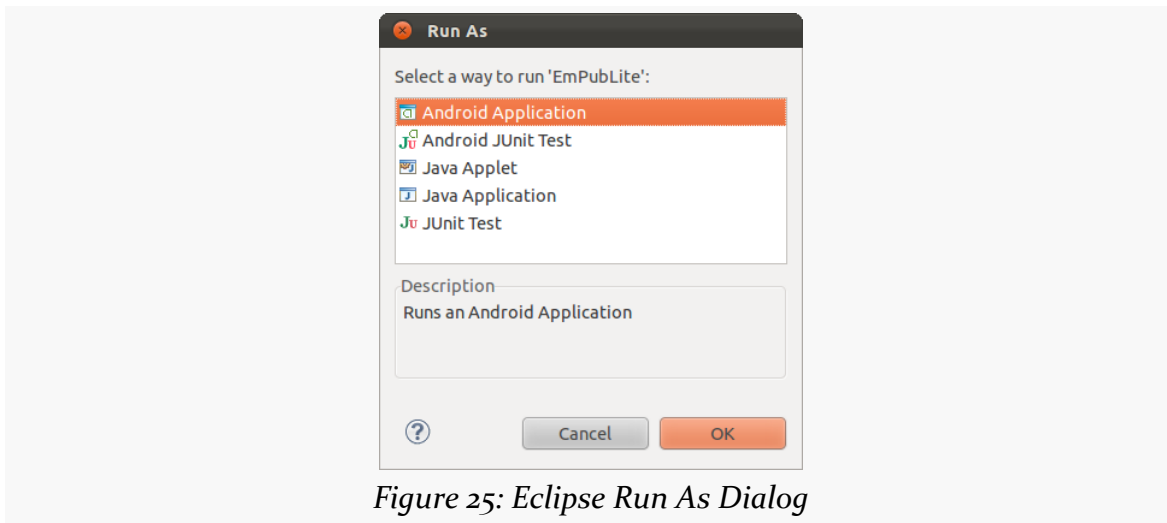 Run As
Select a way to run 'EmPubLite':
Android Application
Android JUnit Test
Java Applet
Java Application
JUnit Test
Description
Runs an Android Application
Cancel
OK
Figure 25: Eclipse Run As Dialog